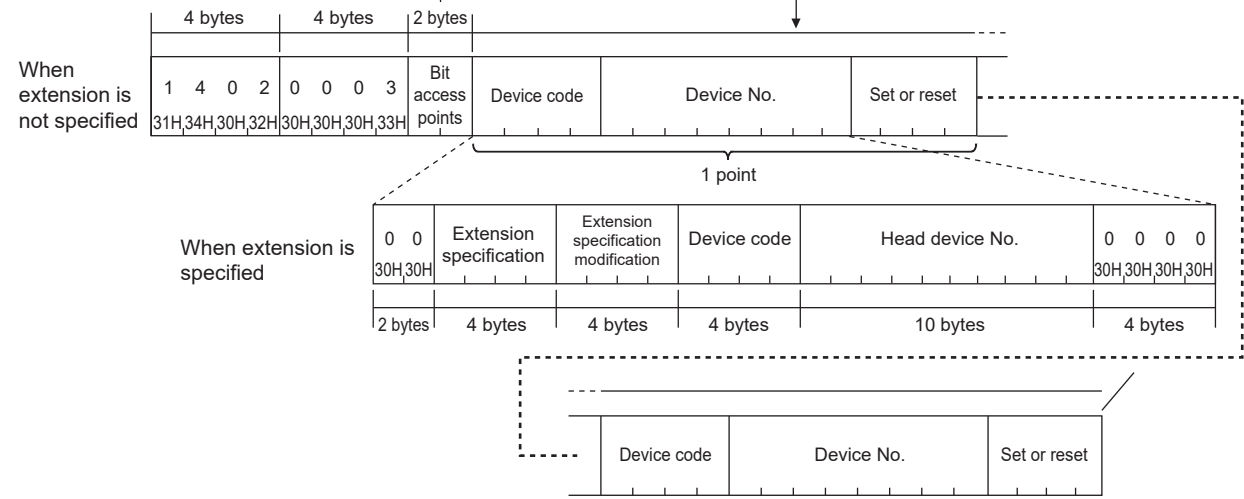 4 bytes 4 bytes 2 bytes
When
extension is
not specified
1 4 0 2 0 0 0 3
31H 34H 30H 32H 30H 30H 30H 33H
Bit
access
points
Device code
Device No.
Set or reset
1 point
When extension is
specified
0 0
30H 30H
Extension
specification
Extension
specification
modification
Device code
Head device No.
0 0 0 0
30H 30H 30H 30H
2 bytes 4 bytes 4 bytes 4 bytes 10 bytes 4 bytes
Device code
Device No.
Set or reset